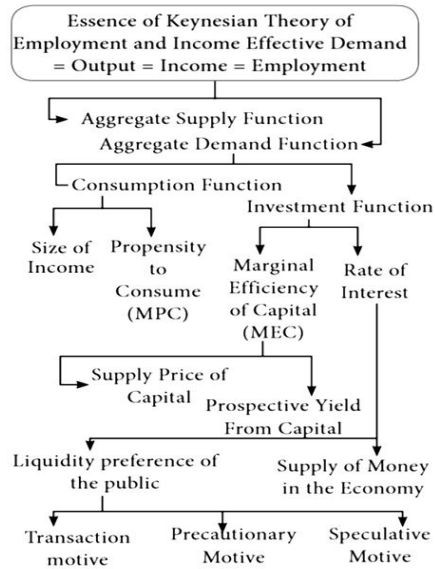 Essence of Keynesian Theory of
Employment and Income Effective Demand
= Output = Income = Employment
Aggregate Supply Function
Aggregate Demand Function
Consumption Function
Investment Function
Size of
Income
Propensity
to
Consume
(MPC)
Marginal
Efficiency
of Capital
(MEC)
Rate of
Interest
Supply Price of
Capital
Prospective Yield
From Capital
Liquidity preference of
the public
Supply of Money
in the Economy
Transaction
motive
Precautionary
Motive
Speculative
Motive